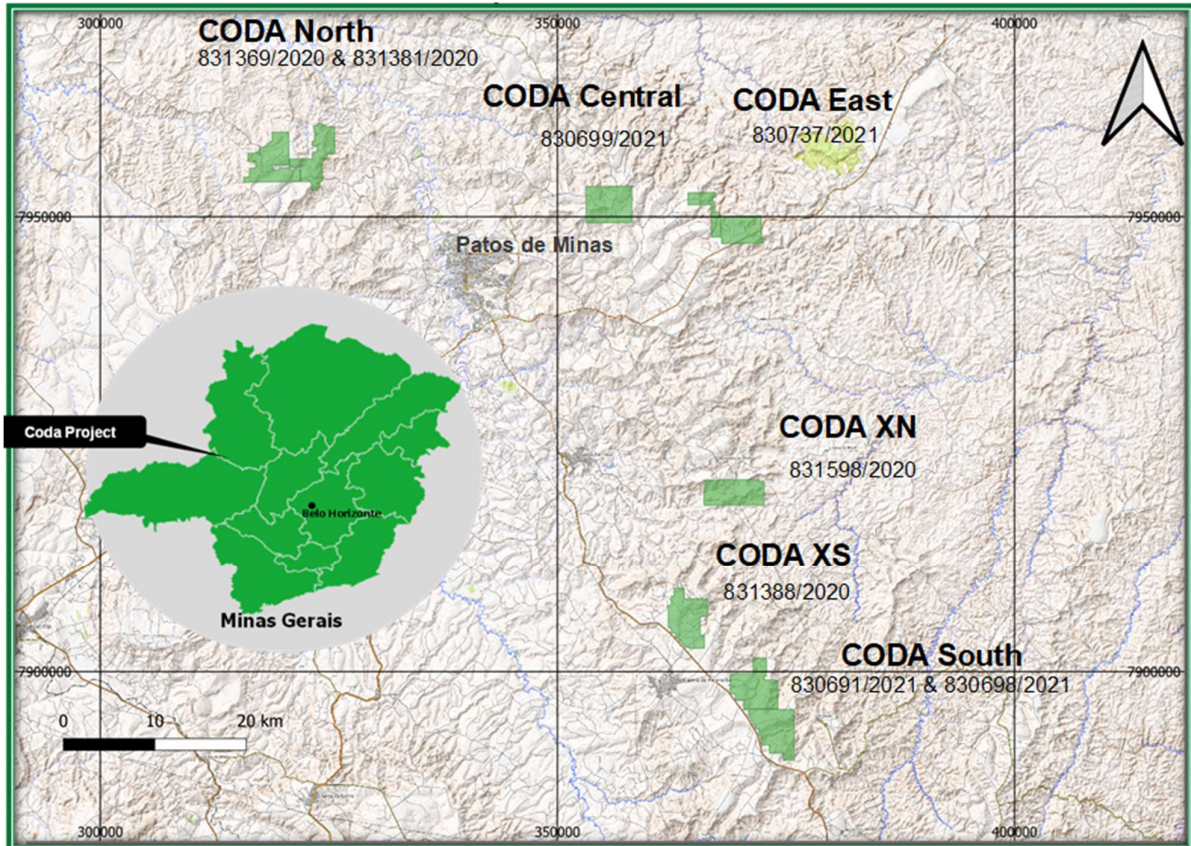 300000
350000
400000
CODA North
831369/2020 & 831381/2020
CODA Central
830699/2021
CODA East
830737/2021
7950000
7950000
Patos de Minas
Coda Project
Belo Horizonte
Minas Gerais
CODA XN
831598/2020
CODA XS
831388/2020
CODA South
830691/2021 & 830698/2021
7900000
7900000
0 10 20 km
300000
350000
400000